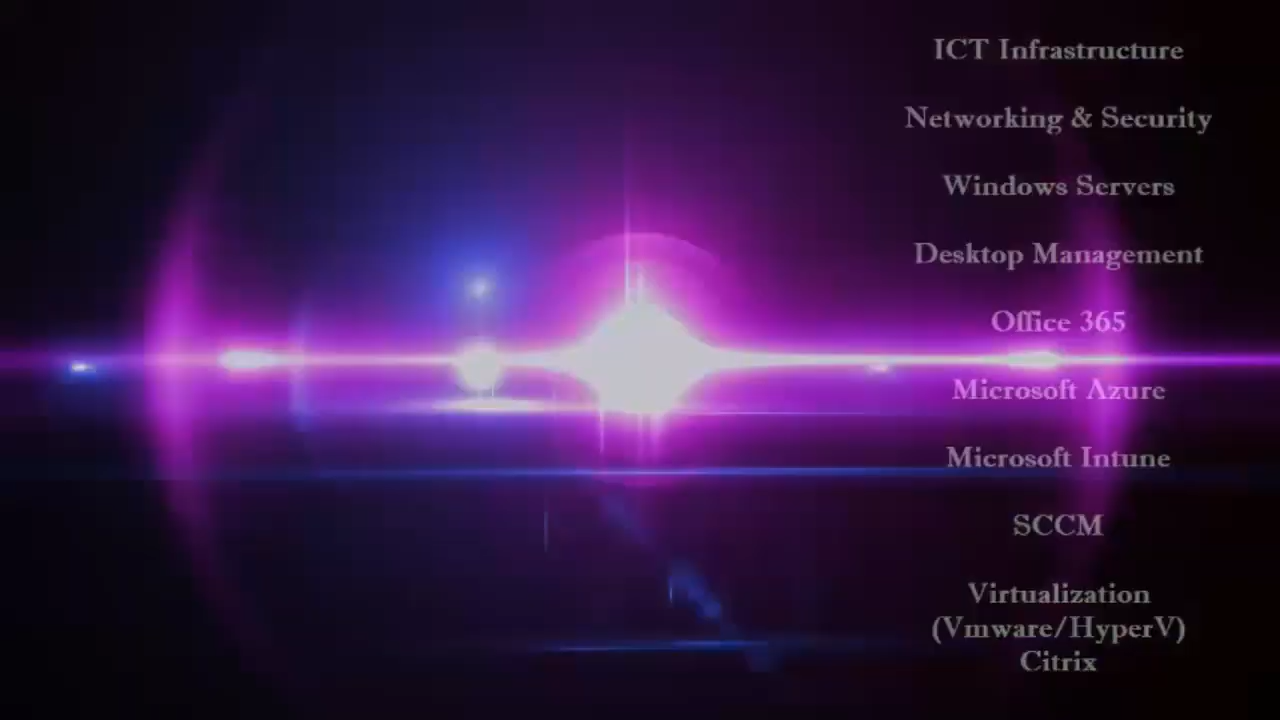 ICT Infrastructure
Networking & Security
Windows Servers
Desktop Management
Office 365
Microsoft Azure
Microsoft Intune
SCCM
Virtualization
(Vmware/HyperV)
Citrix